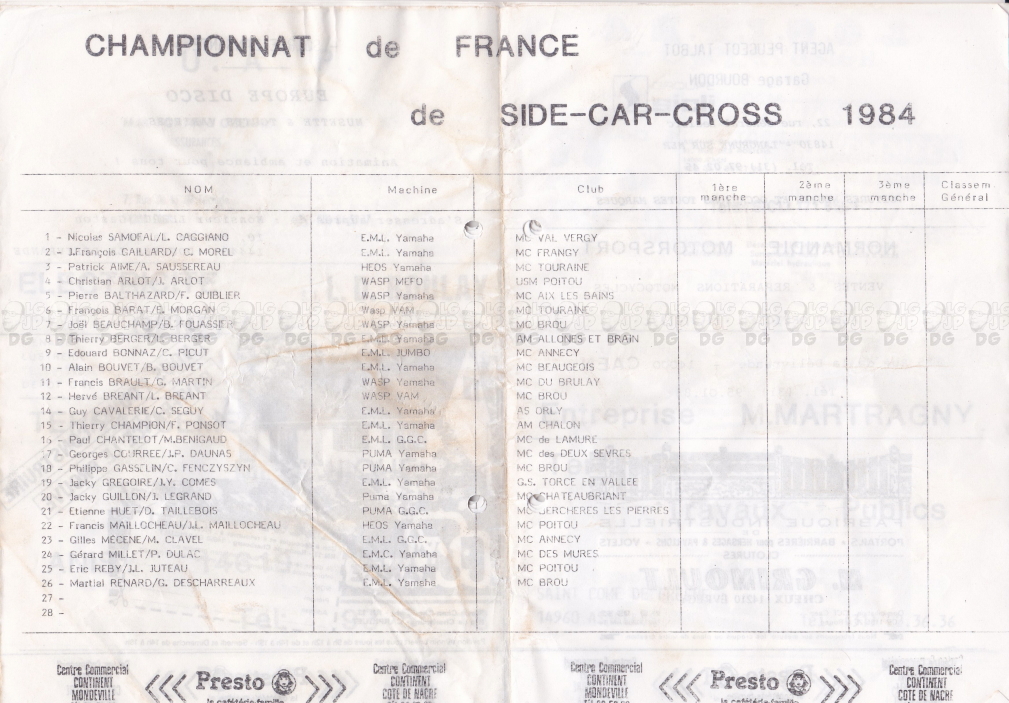 CHAMPIONNAT de FRANCE
de SIDE-CAR-CROSS 1984
NOM Machine Club 1ère manche 2ème manche 3ème manche Classem. Général
1 - Nicolas SAMOEAL/L. CAGGIANO E.M.L. Yamaha MC VAL VERGY
2 - J.François GAILLARD/ C. MOREL E.M.L. Yamaha MC FRANGY
3 - Patrick AIME/A. SAUSSEREAU HEOS Yamaha MC TOURAINE
4 - Christian ARLOT/J. ARLOT WASP MEFO USM POITOU
5 - Pierre BALTHAZARD/F. QUIBLIER WASP Yamaha MC AIX LES BAINS
6 - François BARAT/E. MORGAN Wasp VAM MC TOURAINE
7 - Joël BEAUCHAMP/B. FOUASSIER WASP Yamaha MC BROU
8 - Thierry BERGER/L. BERGER E.M.L. Yamaha AM ALLONES ET BRAIN
9 - Edouard BONNAZ/C. PICUT E.M.L. JUMBO MC ANNECY
10 - Alain BOUVET/B. BOUVET E.M.L. Yamaha MC BEAUGEOIS
11 - Francis BRAULT/G. MARTIN WASP Yamaha MC DU BRULAY
12 - Hervé BREANT/L. BREANT WASP VAM MC BROU
14 - Guy CAVALERIE/C. SEGUY E.M.L. Yamaha AS ORLY
15 - Thierry CHAMPION/F. PONSOT E.M.L. Yamaha AM CHALON
16 - Paul CHANTELOT/M.BENIGAUD E.M.L. G.G.C. MC de LAMURE
17 - Georges COURREE/J.P. DAUNAS PUMA Yamaha MC des DEUX SEVRES
18 - Philippe GASSELIN/C. FENCZYSZYN PUMA Yamaha MC BROU
19 - Jacky GREGOIRE/J.Y. COMES E.M.L. Yamaha G.S. TORCE EN VALLEE
20 - Jacky GUILLON/J. LEGRAND Puma Yamaha MC CHATEAUBRIANT
21 - Etienne HUET/D. TAILLEBOIS PUMA G.G.C. MC BERCHERES LES PIERRES
22 - Francis MAILLOCHEAU/J.L. MAILLOCHEAU HEOS Yamaha MC POITOU
23 - Gilles MECENE/M. CLAVEL E.M.L. G.G.C. MC ANNECY
24 - Gérard MILLET/P. DULAC E.M.C. Yamaha MC DES MURES
25 - Eric REBY/J.L. JUTEAU E.M.L. Yamaha MC POITOU
26 - Martial RENARD/G. DESCHARREAUX E.M.L. Yamaha MC BROU
27 -
28 -
Centre Commercial CONTINENT MONDEVILLE Presto la cafétéria famille Centre Commercial CONTINENT COTE DE NACRE Centre Commercial CONTINENT MONDEVILLE Presto la cafétéria famille Centre Commercial CONTINENT COTE DE NACRE